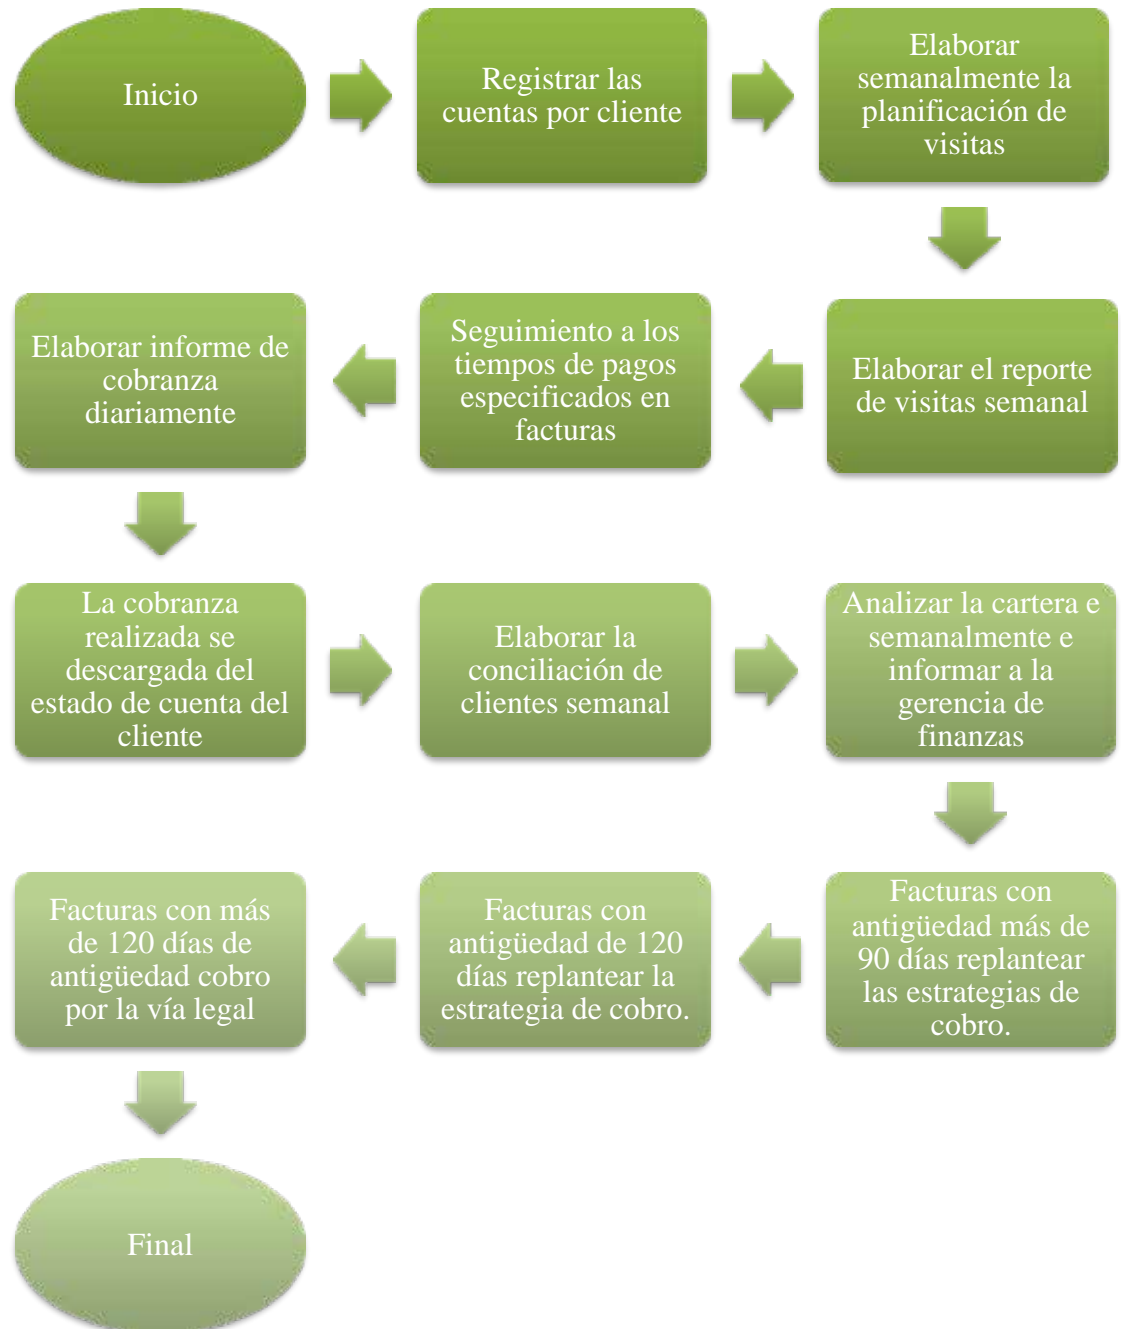 Inicio
Registrar las
cuentas por cliente
Elaborar
semanalmente la
planificación de
visitas
Elaborar el reporte
de visitas semanal
Seguimiento a los
tiempos de pagos
especificados en
facturas
Elaborar informe de
cobranza
diariamente
La cobranza
realizada se
descargada del
estado de cuenta del
cliente
Elaborar la
conciliación de
clientes semanal
Analizar la cartera e
semanalmente e
informar a la
gerencia de
finanzas
Facturas con
antigüedad más de
90 días replantear
las estrategias de
cobro.
Facturas con
antigüedad de 120
días replantear la
estrategia de cobro.
Facturas con más
de 120 días de
antigüedad cobro
por la vía legal
Final